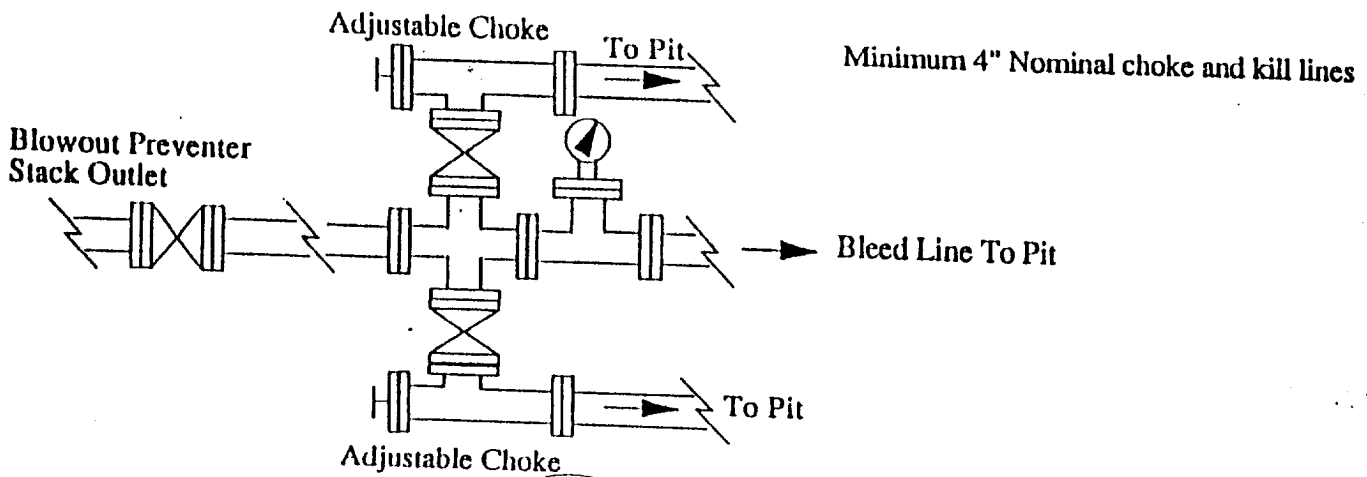 Adjustable Choke
To Pit
Minimum 4" Nominal choke and kill lines
Blowout Preventer
Stack Outlet
Bleed Line To Pit
To Pit
Adjustable Choke